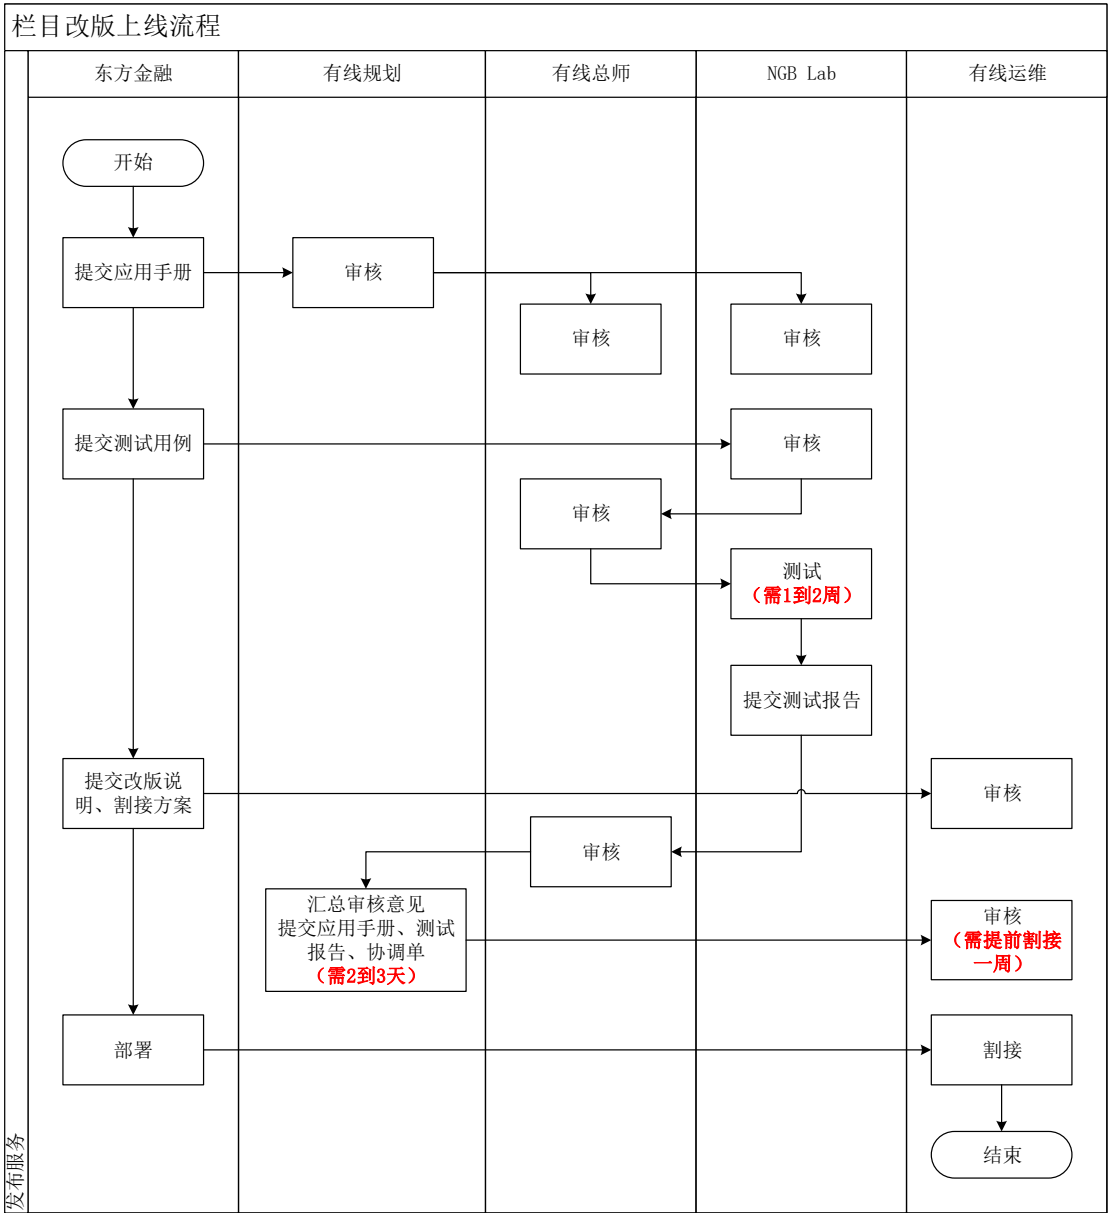 栏目改版上线流程
东方金融
有线规划
有线总师
NGB Lab
有线运维
开始
提交应用手册
审核
审核
审核
提交测试用例
审核
审核
测试
（需1到2周）
提交测试报告
提交改版说
明、割接方案
审核
审核
汇总审核意见
提交应用手册、测试
报告、协调单
（需2到3天）
审核
（需提前割接
一周）
部署
割接
结束
发布服务